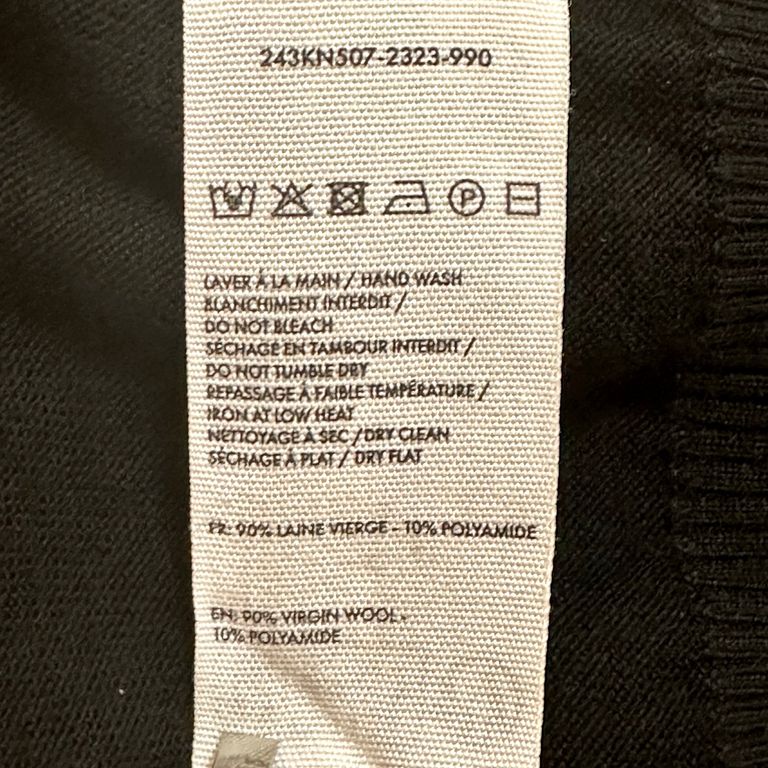 243KN507-2323-990
P
LAVER À LA MAIN / HAND WASH
BLANCHIMENT INTERDIT /
DO NOT BLEACH
SÉCHAGE EN TAMBOUR INTERDIT /
DO NOT TUMBLE DRY
REPASSAGE À FAIBLE TEMPÉRATURE /
IRON AT LOW HEAT
NETTOYAGE À SEC / DRY CLEAN
SÉCHAGE À PLAT / DRY FLAT
FR: 90% LAINE VIERGE - 10% POLYAMIDE
EN: 90% VIRGIN WOOL -
10% POLYAMIDE